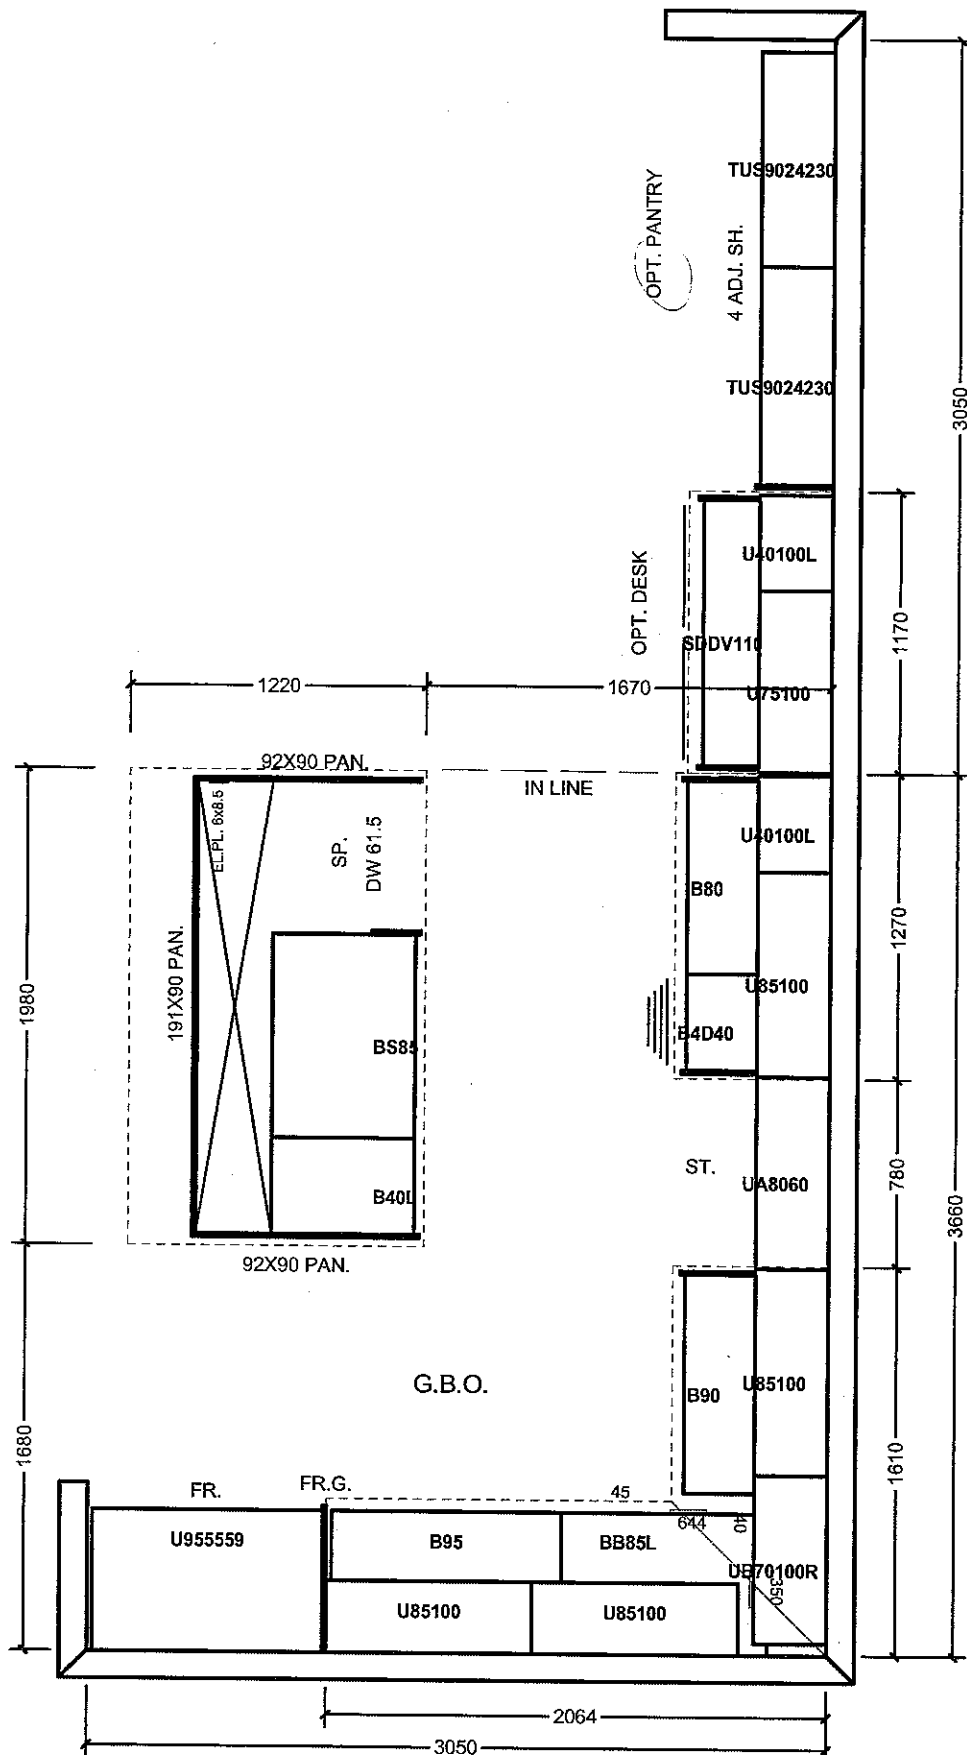 TUS9024230
OPT. PANTRY
4 ADJ. SH.
TUS9024230
3050
U40100L
OPT. DESK
SDDV110
U75100
1170
1220
1670
92X90 PAN.
IN LINE
EL.PL. 6x8.5
SP.
DW 61.5
U40100L
B80
1270
191X90 PAN.
1980
BS85
U85100
B4D40
ST.
UA8060
780
B40L
3660
92X90 PAN.
G.B.O.
B90
U85100
1680
1610
FR.
FR.G.
45
644
40
U955559
B95
BB85L
UB70100R
350
U85100
U85100
2064
3050